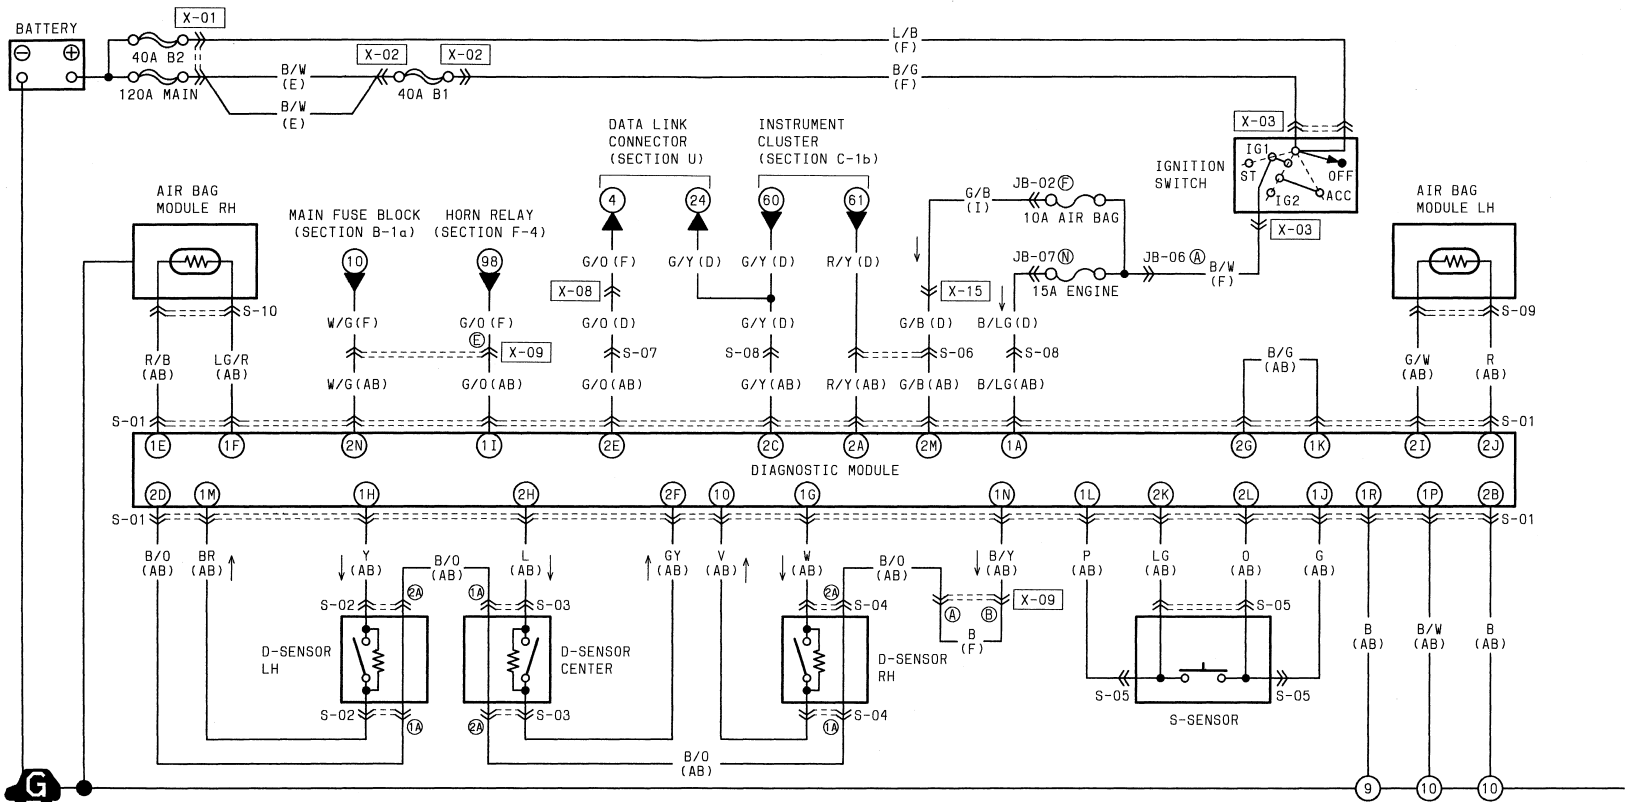 BATTERY
X-01
40A B2
120A MAIN
B/W
(E)
B/W
(E)
X-02
40A B1
X-02
L/B
(F)
B/G
(F)
X-03
IGNITION
SWITCH
IG1
ST
OFF
IG2
ACC
X-03
DATA LINK
CONNECTOR
(SECTION U)
INSTRUMENT
CLUSTER
(SECTION C-1b)
4
24
60
61
G/O (F)
G/Y (D)
G/Y (D)
R/Y (D)
G/B
(I)
JB-02 F
10A AIR BAG
JB-07 N
15A ENGINE
JB-06 A
B/W
(F)
AIR BAG
MODULE RH
MAIN FUSE BLOCK
(SECTION B-1a)
HORN RELAY
(SECTION F-4)
10
98
AIR BAG
MODULE LH
S-10
S-09
X-08
X-15
W/G (F)
G/O (F)
G/O (D)
G/Y (D)
G/B (D)
B/LG (D)
E
X-09
S-07
S-08
S-06
S-08
R/B
(AB)
LG/R
(AB)
W/G (AB)
G/O (AB)
G/O (AB)
G/Y (AB)
R/Y (AB)
G/B (AB)
B/LG (AB)
B/G
(AB)
G/W
(AB)
R
(AB)
S-01
S-01
1E
1F
2N
1I
2E
2C
2A
2M
1A
2G
1K
2I
2J
DIAGNOSTIC MODULE
2D
1M
1H
2H
2F
1O
1G
1N
1L
2K
2L
1J
1R
1P
2B
S-01
S-01
B/O
(AB)
BR
(AB)
Y
(AB)
B/O
(AB)
L
(AB)
GY
(AB)
V
(AB)
W
(AB)
B/O
(AB)
B/Y
(AB)
P
(AB)
LG
(AB)
O
(AB)
G
(AB)
S-02
2A
1A
S-03
2A
S-04
X-09
A
B
B
(F)
S-05
D-SENSOR
LH
D-SENSOR
CENTER
D-SENSOR
RH
B
(AB)
B/W
(AB)
B
(AB)
S-05
S-05
S-SENSOR
S-02
1A
2A
S-03
1A
S-04
B/O
(AB)
G
9
10
10